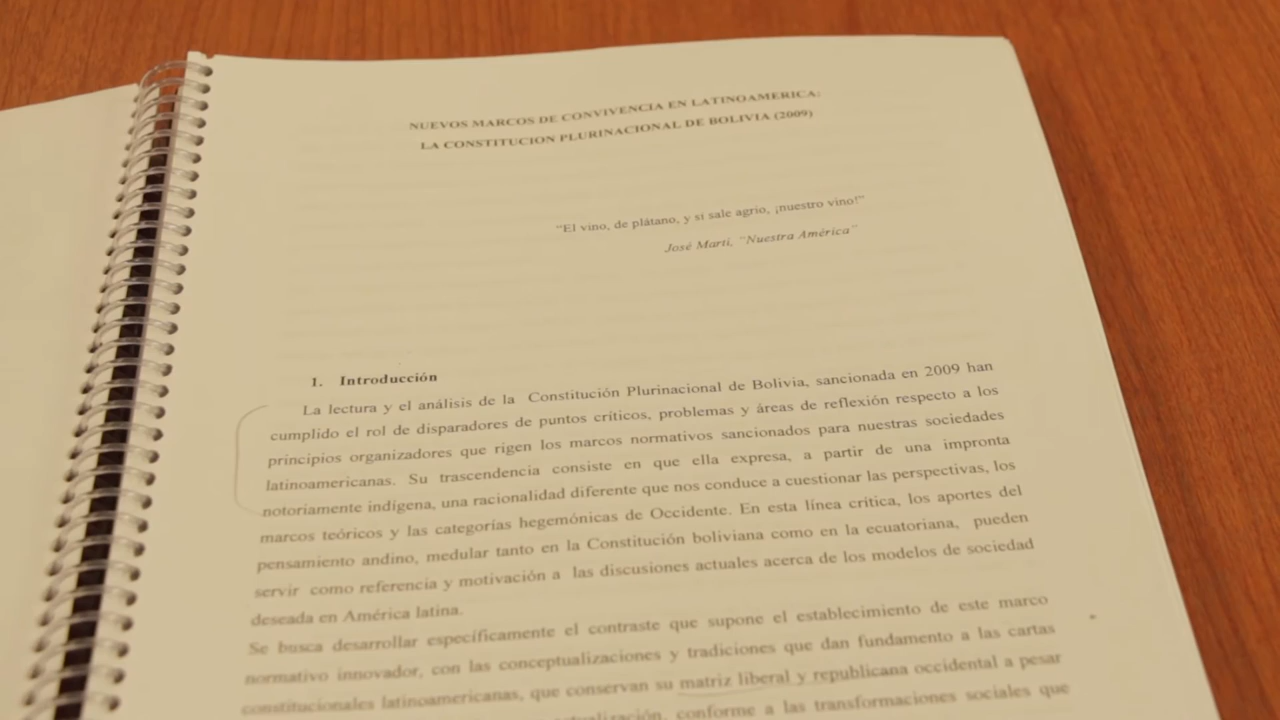 NUEVOS MARCOS DE CONVIVENCIA EN LATINOAMERICA:
LA CONSTITUCION PLURINACIONAL DE BOLIVIA (2009)
“El vino, de plátano, y si sale agrio, ¡nuestro vino!”
José Martí, “Nuestra América”
1. Introducción
La lectura y el análisis de la Constitución Plurinacional de Bolivia, sancionada en 2009 han
cumplido el rol de disparadores de puntos críticos, problemas y áreas de reflexión respecto a los
principios organizadores que rigen los marcos normativos sancionados para nuestras sociedades
latinoamericanas. Su trascendencia consiste en que ella expresa, a partir de una impronta
notoriamente indígena, una racionalidad diferente que nos conduce a cuestionar las perspectivas, los
marcos teóricos y las categorías hegemónicas de Occidente. En esta línea crítica, los aportes del
pensamiento andino, medular tanto en la Constitución boliviana como en la ecuatoriana, pueden
servir como referencia y motivación a las discusiones actuales acerca de los modelos de sociedad
deseada en América latina.
Se busca desarrollar específicamente el contraste que supone el establecimiento de este marco
normativo innovador, con las conceptualizaciones y tradiciones que dan fundamento a las cartas
constitucionales latinoamericanas, que conservan su matriz liberal y republicana occidental a pesar
conforme a las transformaciones sociales que